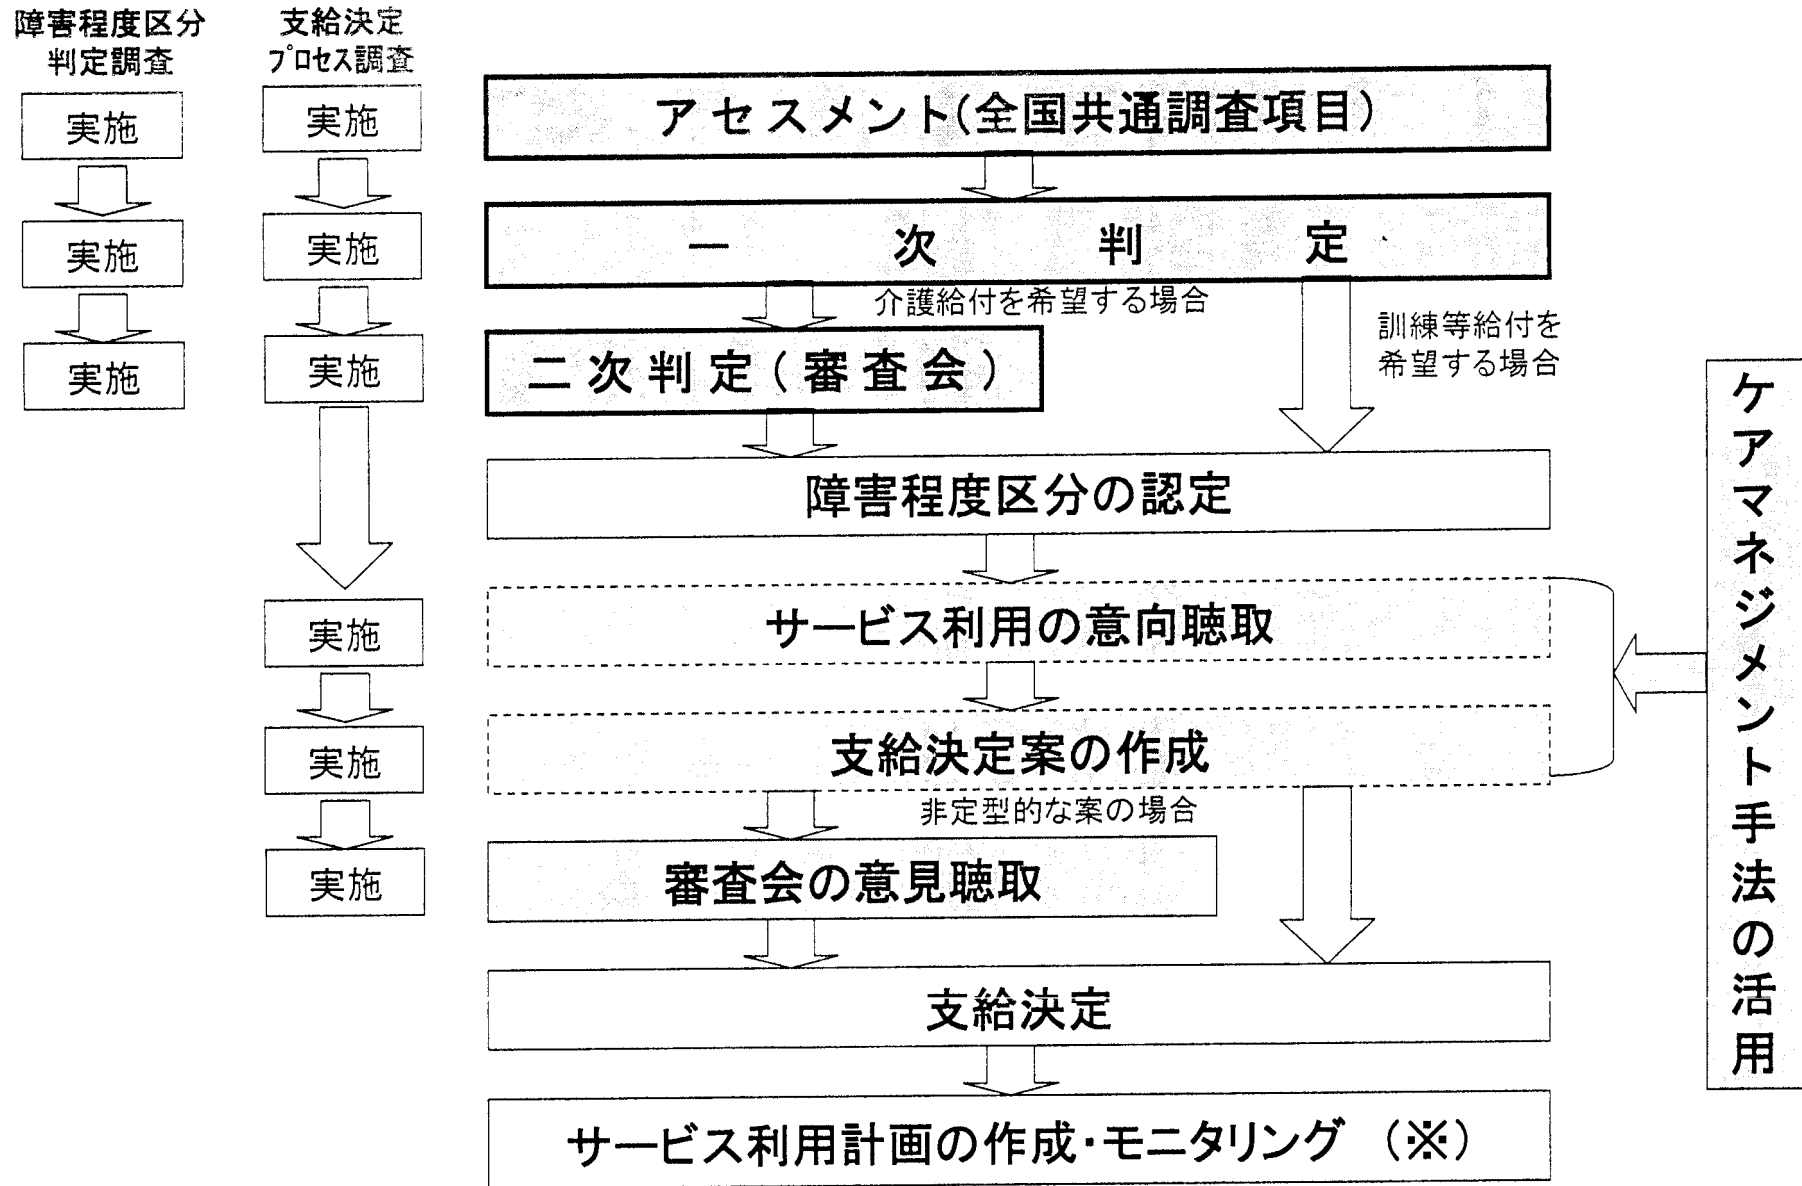 障害程度区分
判定調査
支給決定
プロセス調査
実施
実施
アセスメント(全国共通調査項目)
実施
実施
一次判定
介護給付を希望する場合
訓練等給付を
希望する場合
実施
実施
二次判定(審査会)
障害程度区分の認定
実施
サービス利用の意向聴取
実施
支給決定案の作成
非定型的な案の場合
実施
審査会の意見聴取
支給決定
サービス利用計画の作成・モニタリング (※)
ケアマネジメント手法の活用